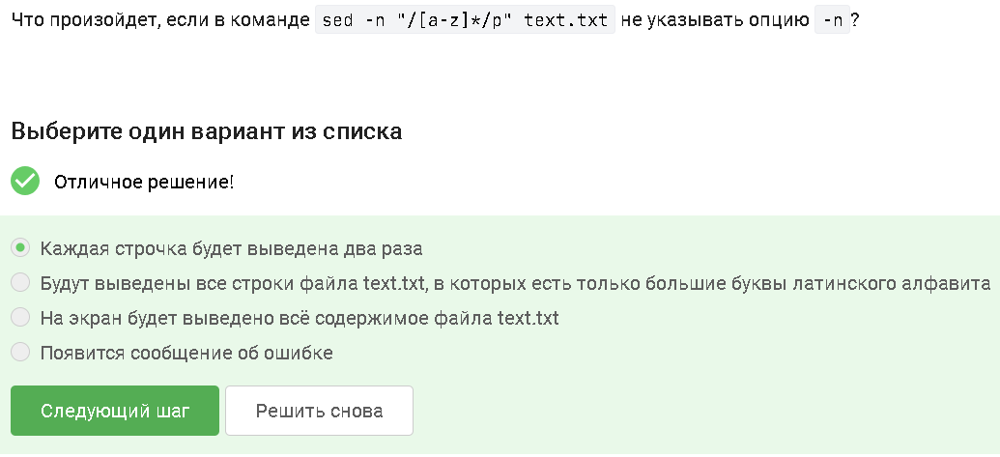 Что произойдет, если в команде sed -n "/[a-z]*/p" text.txt не указывать опцию -n?
Выберите один вариант из списка
Отличное решение!
Каждая строчка будет выведена два раза
Будут выведены все строки файла text.txt, в которых есть только большие буквы латинского алфавита
На экран будет выведено всё содержимое файла text.txt
Появится сообщение об ошибке
Следующий шаг Решить снова